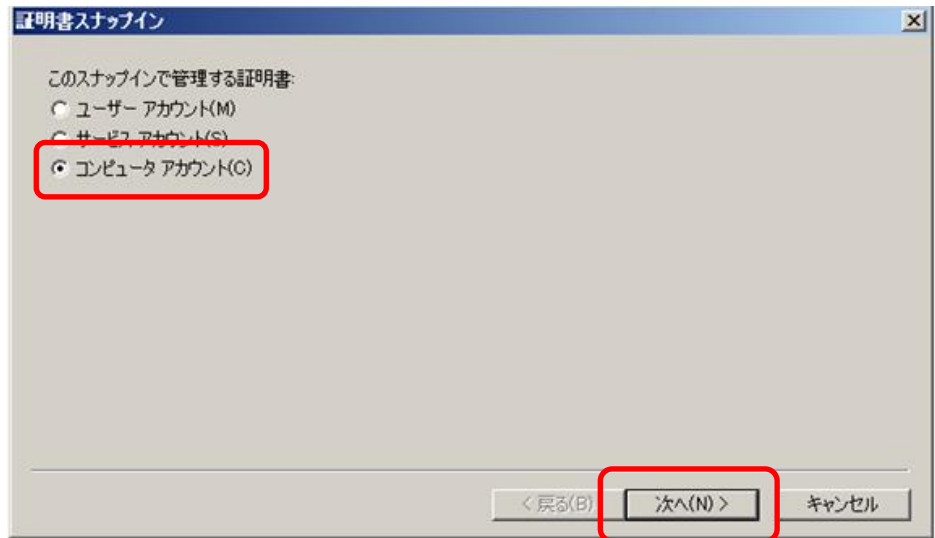 証明書スナップイン
このスナップインで管理する証明書:
ユーザー アカウント(M)
サービス アカウント(S)
コンピュータ アカウント(C)
< 戻る(B)
次へ(N) >
キャンセル